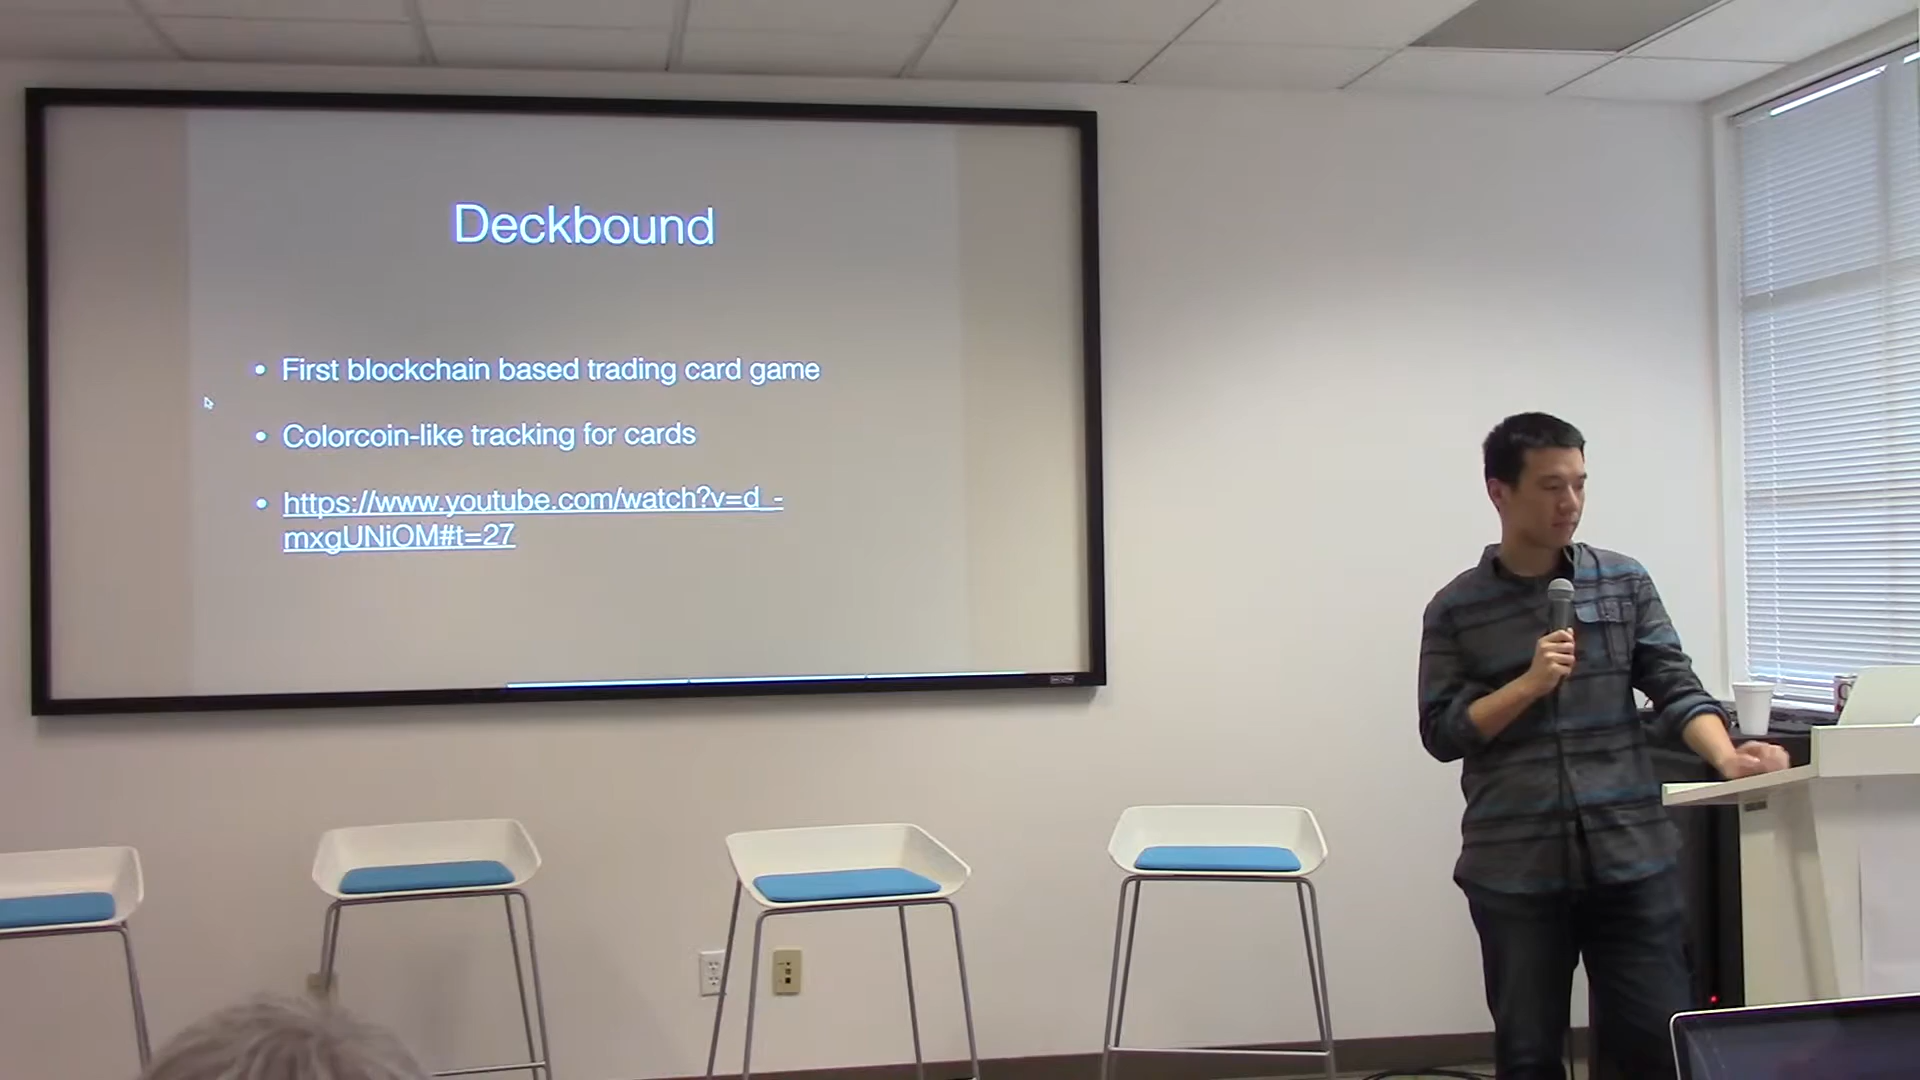 Deckbound
• First blockchain based trading card game
• Colorcoin-like tracking for cards
• https://www.youtube.com/watch?v=d_-
mxgUNiOM#t=27